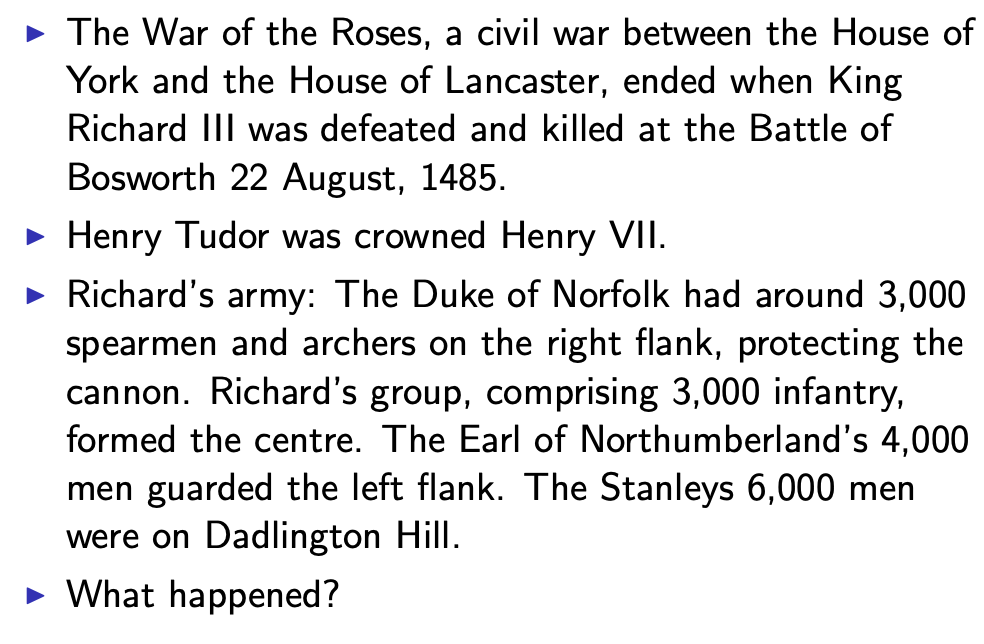 ▶ The War of the Roses, a civil war between the House of
York and the House of Lancaster, ended when King
Richard III was defeated and killed at the Battle of
Bosworth 22 August, 1485.
▶ Henry Tudor was crowned Henry VII.
▶ Richard's army: The Duke of Norfolk had around 3,000
spearmen and archers on the right flank, protecting the
cannon. Richard's group, comprising 3,000 infantry,
formed the centre. The Earl of Northumberland's 4,000
men guarded the left flank. The Stanleys 6,000 men
were on Dadlington Hill.
▶ What happened?